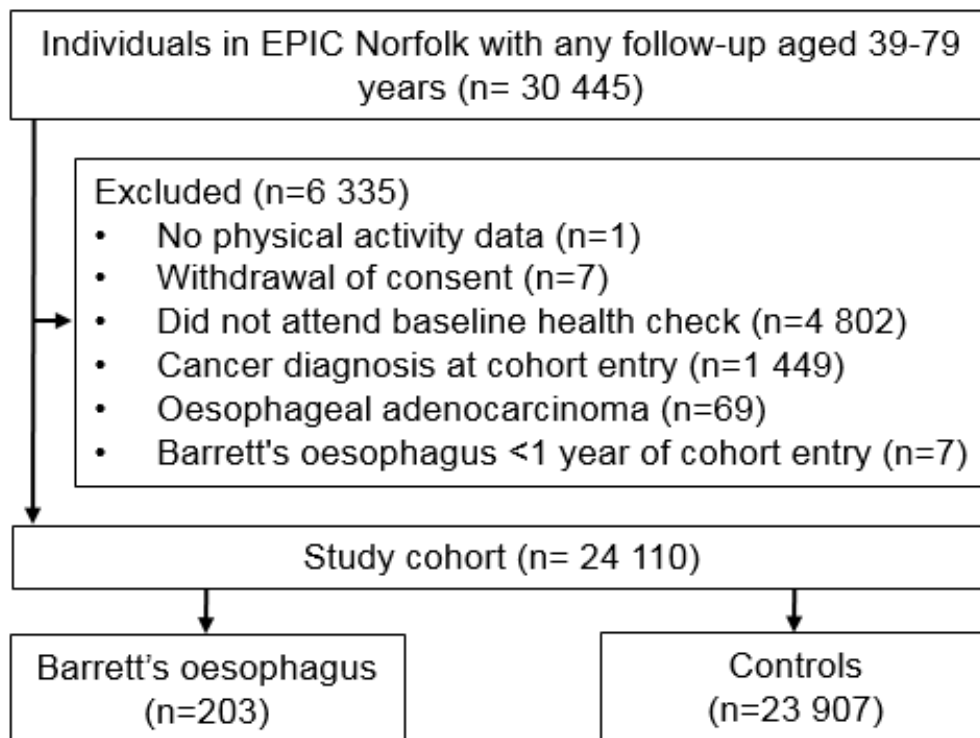 Individuals in EPIC Norfolk with any follow-up aged 39-79
years (n= 30 445)
Excluded (n=6 335)
• No physical activity data (n=1)
• Withdrawal of consent (n=7)
• Did not attend baseline health check (n=4 802)
• Cancer diagnosis at cohort entry (n=1 449)
• Oesophageal adenocarcinoma (n=69)
• Barrett's oesophagus <1 year of cohort entry (n=7)
Study cohort (n= 24 110)
Barrett’s oesophagus
(n=203)
Controls
(n=23 907)